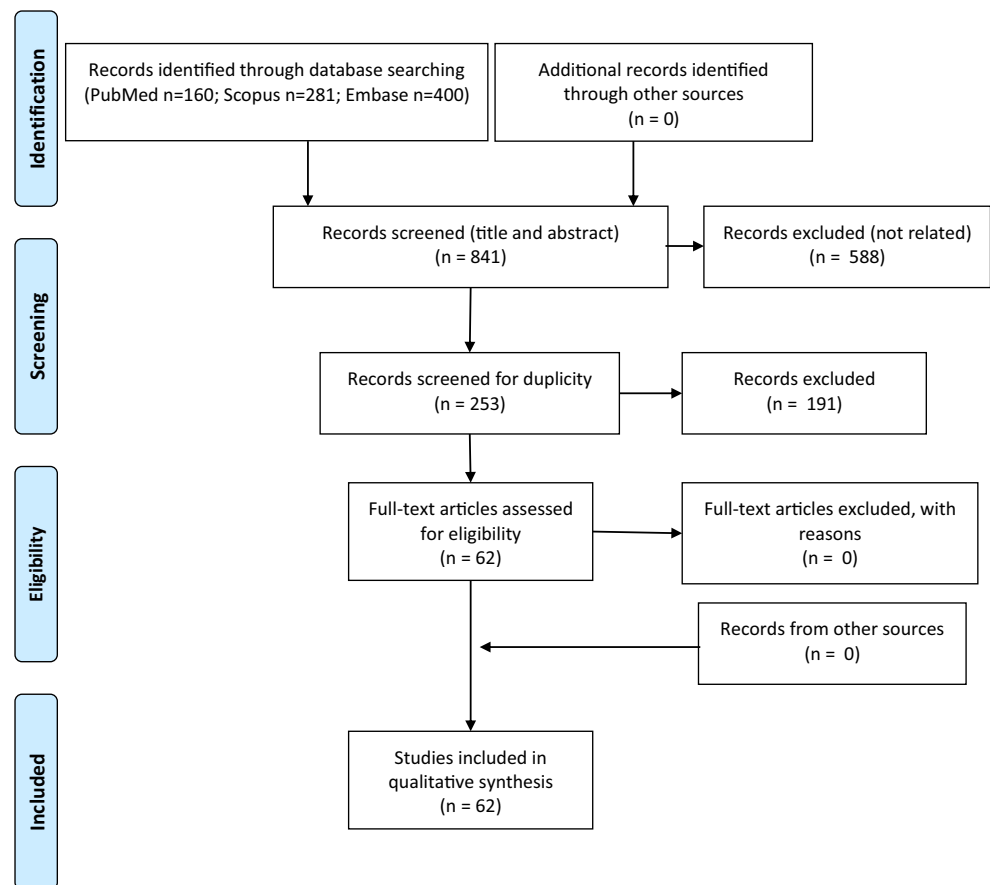 Identification
Records identified through database searching
(PubMed n=160; Scopus n=281; Embase n=400)
Additional records identified
through other sources
(n = 0)
Screening
Records screened (title and abstract)
(n = 841)
Records excluded (not related)
(n = 588)
Records screened for duplicity
(n = 253)
Records excluded
(n = 191)
Eligibility
Full-text articles assessed
for eligibility
(n = 62)
Full-text articles excluded, with
reasons
(n = 0)
Records from other sources
(n = 0)
Included
Studies included in
qualitative synthesis
(n = 62)